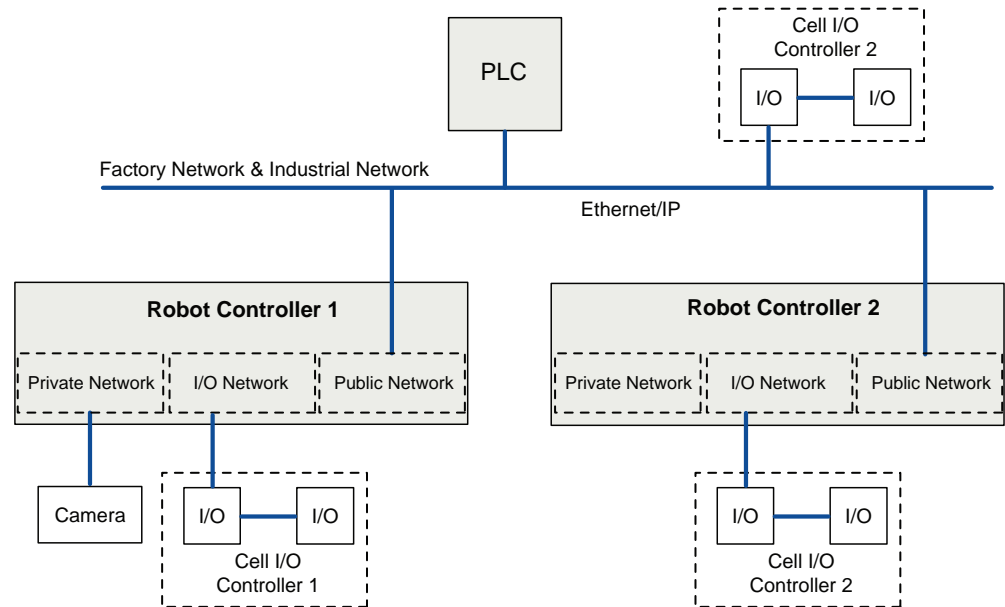 Cell I/O
Controller 2
PLC
I/O
I/O
Factory Network & Industrial Network
Ethernet/IP
Robot Controller 1
Private Network
I/O Network
Public Network
Robot Controller 2
Private Network
I/O Network
Public Network
Camera
I/O
I/O
Cell I/O
Controller 1
I/O
I/O
Cell I/O
Controller 2